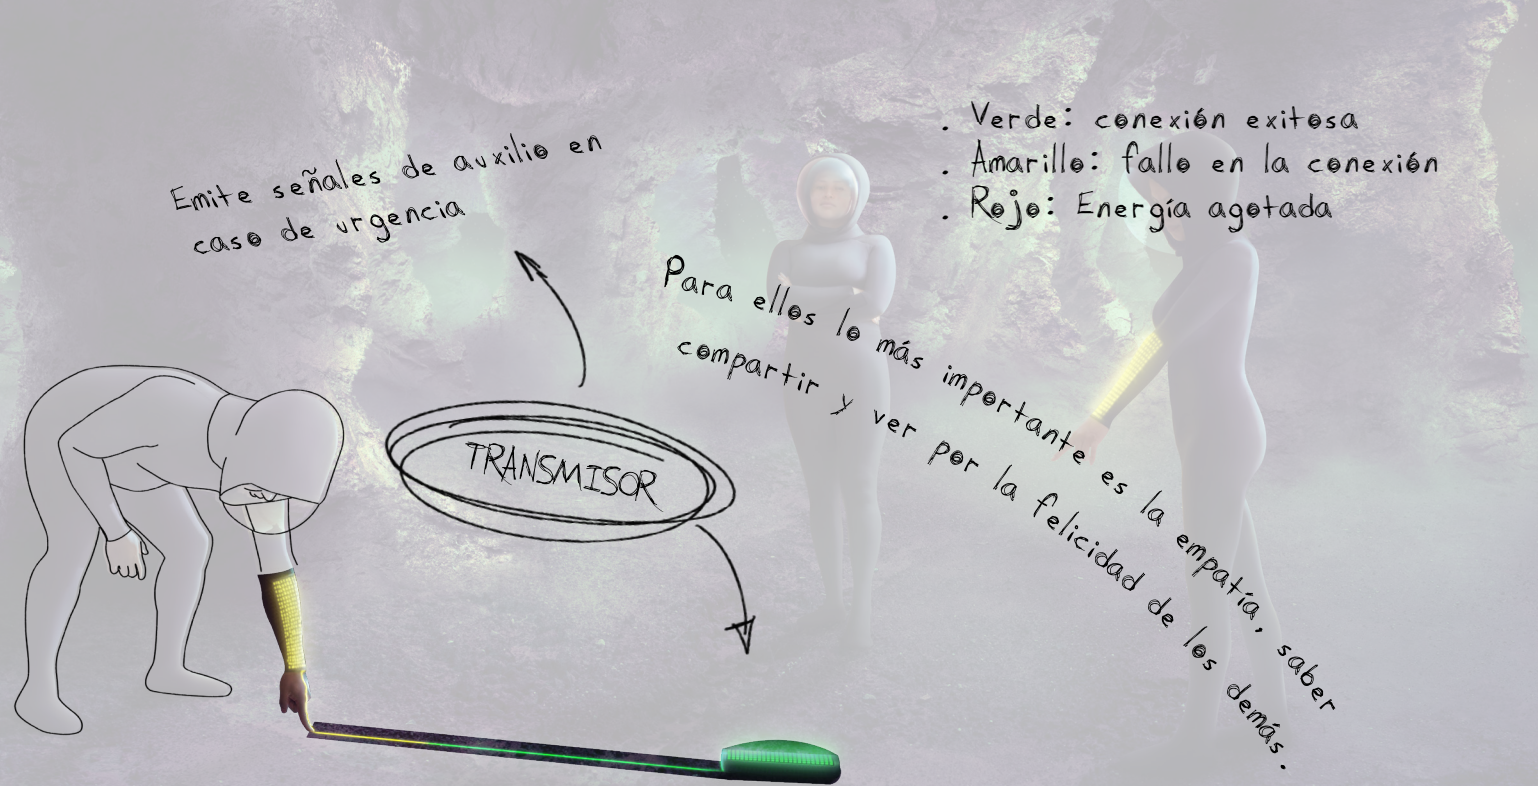 Emite señales de auxilio en
caso de urgencia
. Verde: conexión exitosa
. Amarillo: fallo en la conexión
. Rojo: Energía agotada
Para ellos lo más importante es la empatía, saber
compartir y ver por la felicidad de los demás.
TRANSMISOR